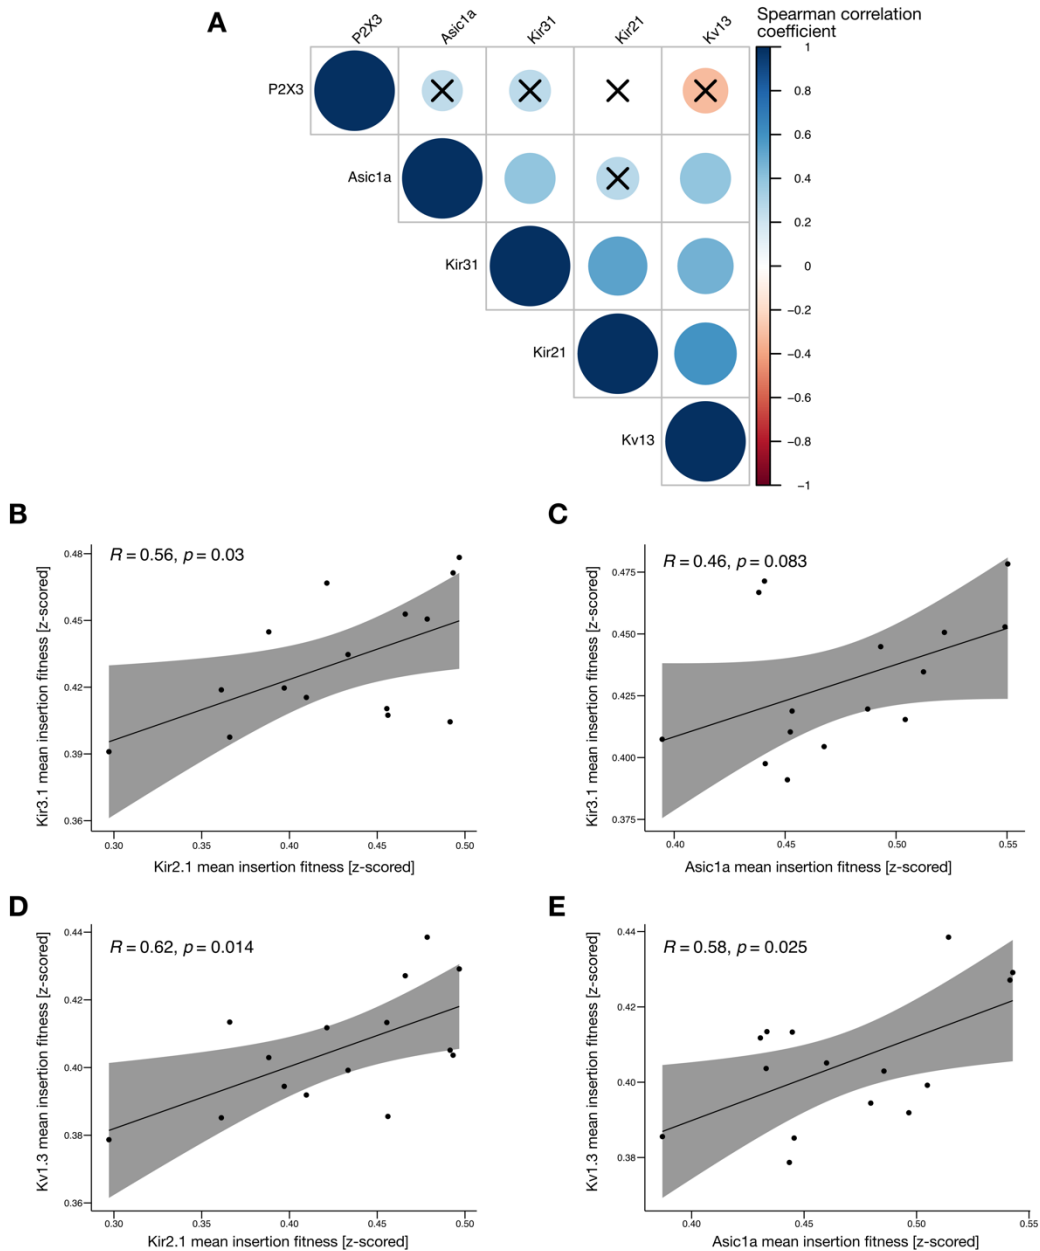 A
P2X3
Asic1a
Kir31
Kir21
Kv13
Spearman correlation
coefficient
P2X3
Asic1a
Kir31
Kir21
Kv13
1
0.8
0.6
0.4
0.2
0
−0.2
−0.4
−0.6
−0.8
−1
B
R = 0.56, p = 0.03
Kir3.1 mean insertion fitness [z-scored]
0.48
0.45
0.42
0.39
0.36
0.30
0.35
0.40
0.45
0.50
Kir2.1 mean insertion fitness [z-scored]
C
R = 0.46, p = 0.083
Kir3.1 mean insertion fitness [z-scored]
0.475
0.450
0.425
0.400
0.375
0.40
0.45
0.50
0.55
Asic1a mean insertion fitness [z-scored]
D
R = 0.62, p = 0.014
Kv1.3 mean insertion fitness [z-scored]
0.44
0.42
0.40
0.38
0.36
0.30
0.35
0.40
0.45
0.50
Kir2.1 mean insertion fitness [z-scored]
E
R = 0.58, p = 0.025
Kv1.3 mean insertion fitness [z-scored]
0.44
0.42
0.40
0.38
0.40
0.45
0.50
0.55
Asic1a mean insertion fitness [z-scored]